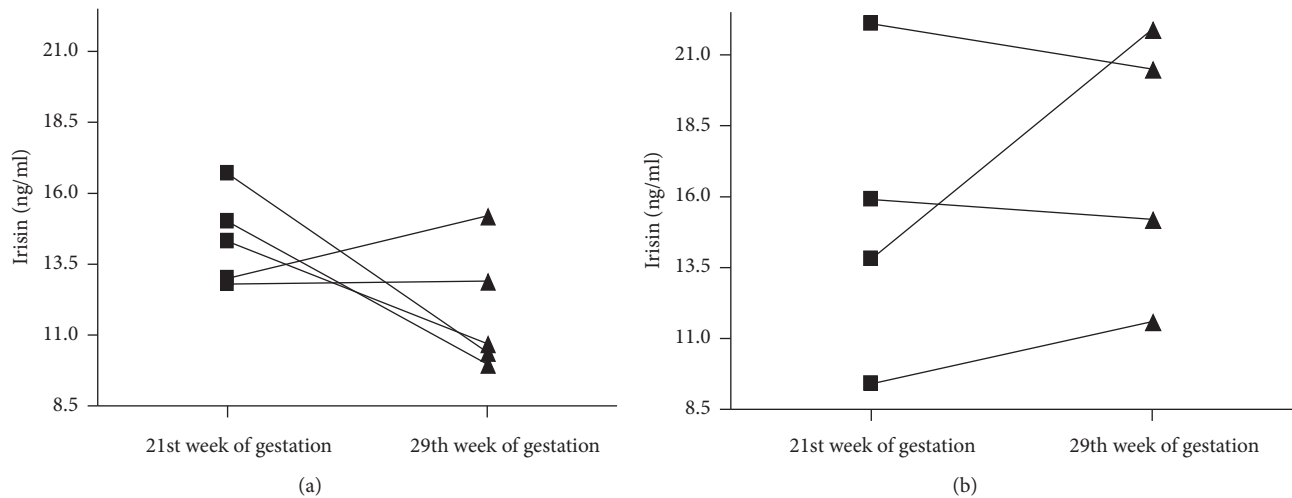 Irisin (ng/ml)
21.0
18.5
16.0
13.5
11.0
8.5
21st week of gestation
29th week of gestation
(a)
Irisin (ng/ml)
21.0
18.5
16.0
13.5
11.0
8.5
21st week of gestation
29th week of gestation
(b)